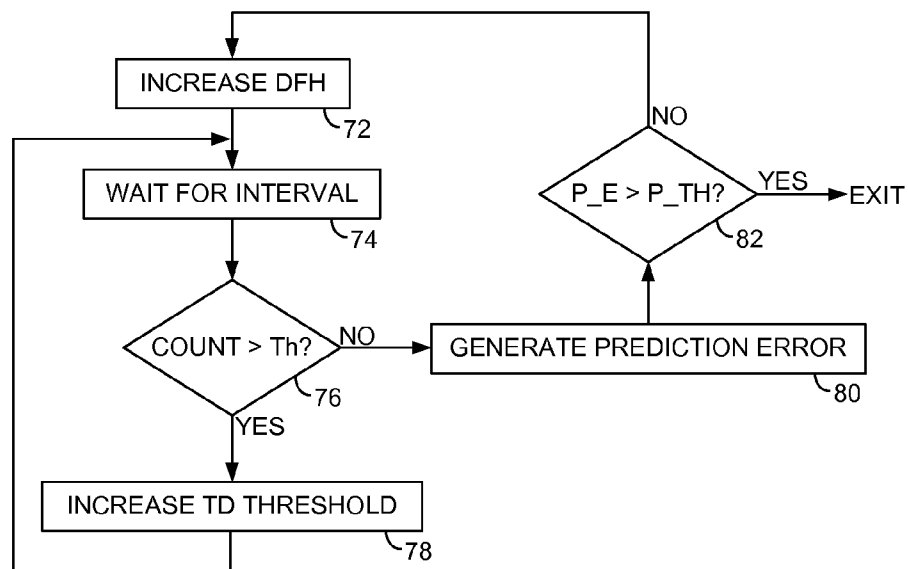 INCREASE DFH
72
WAIT FOR INTERVAL
74
COUNT > Th?
76
NO
YES
INCREASE TD THRESHOLD
78
GENERATE PREDICTION ERROR
80
P_E > P_TH?
82
NO
YES
EXIT